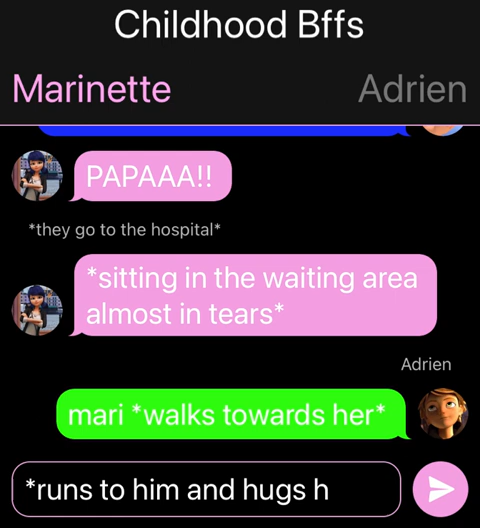 Childhood Bffs
Marinette
Adrien
PAPAAA!!
*they go to the hospital*
*sitting in the waiting area
almost in tears*
Adrien
mari *walks towards her*
*runs to him and hugs h